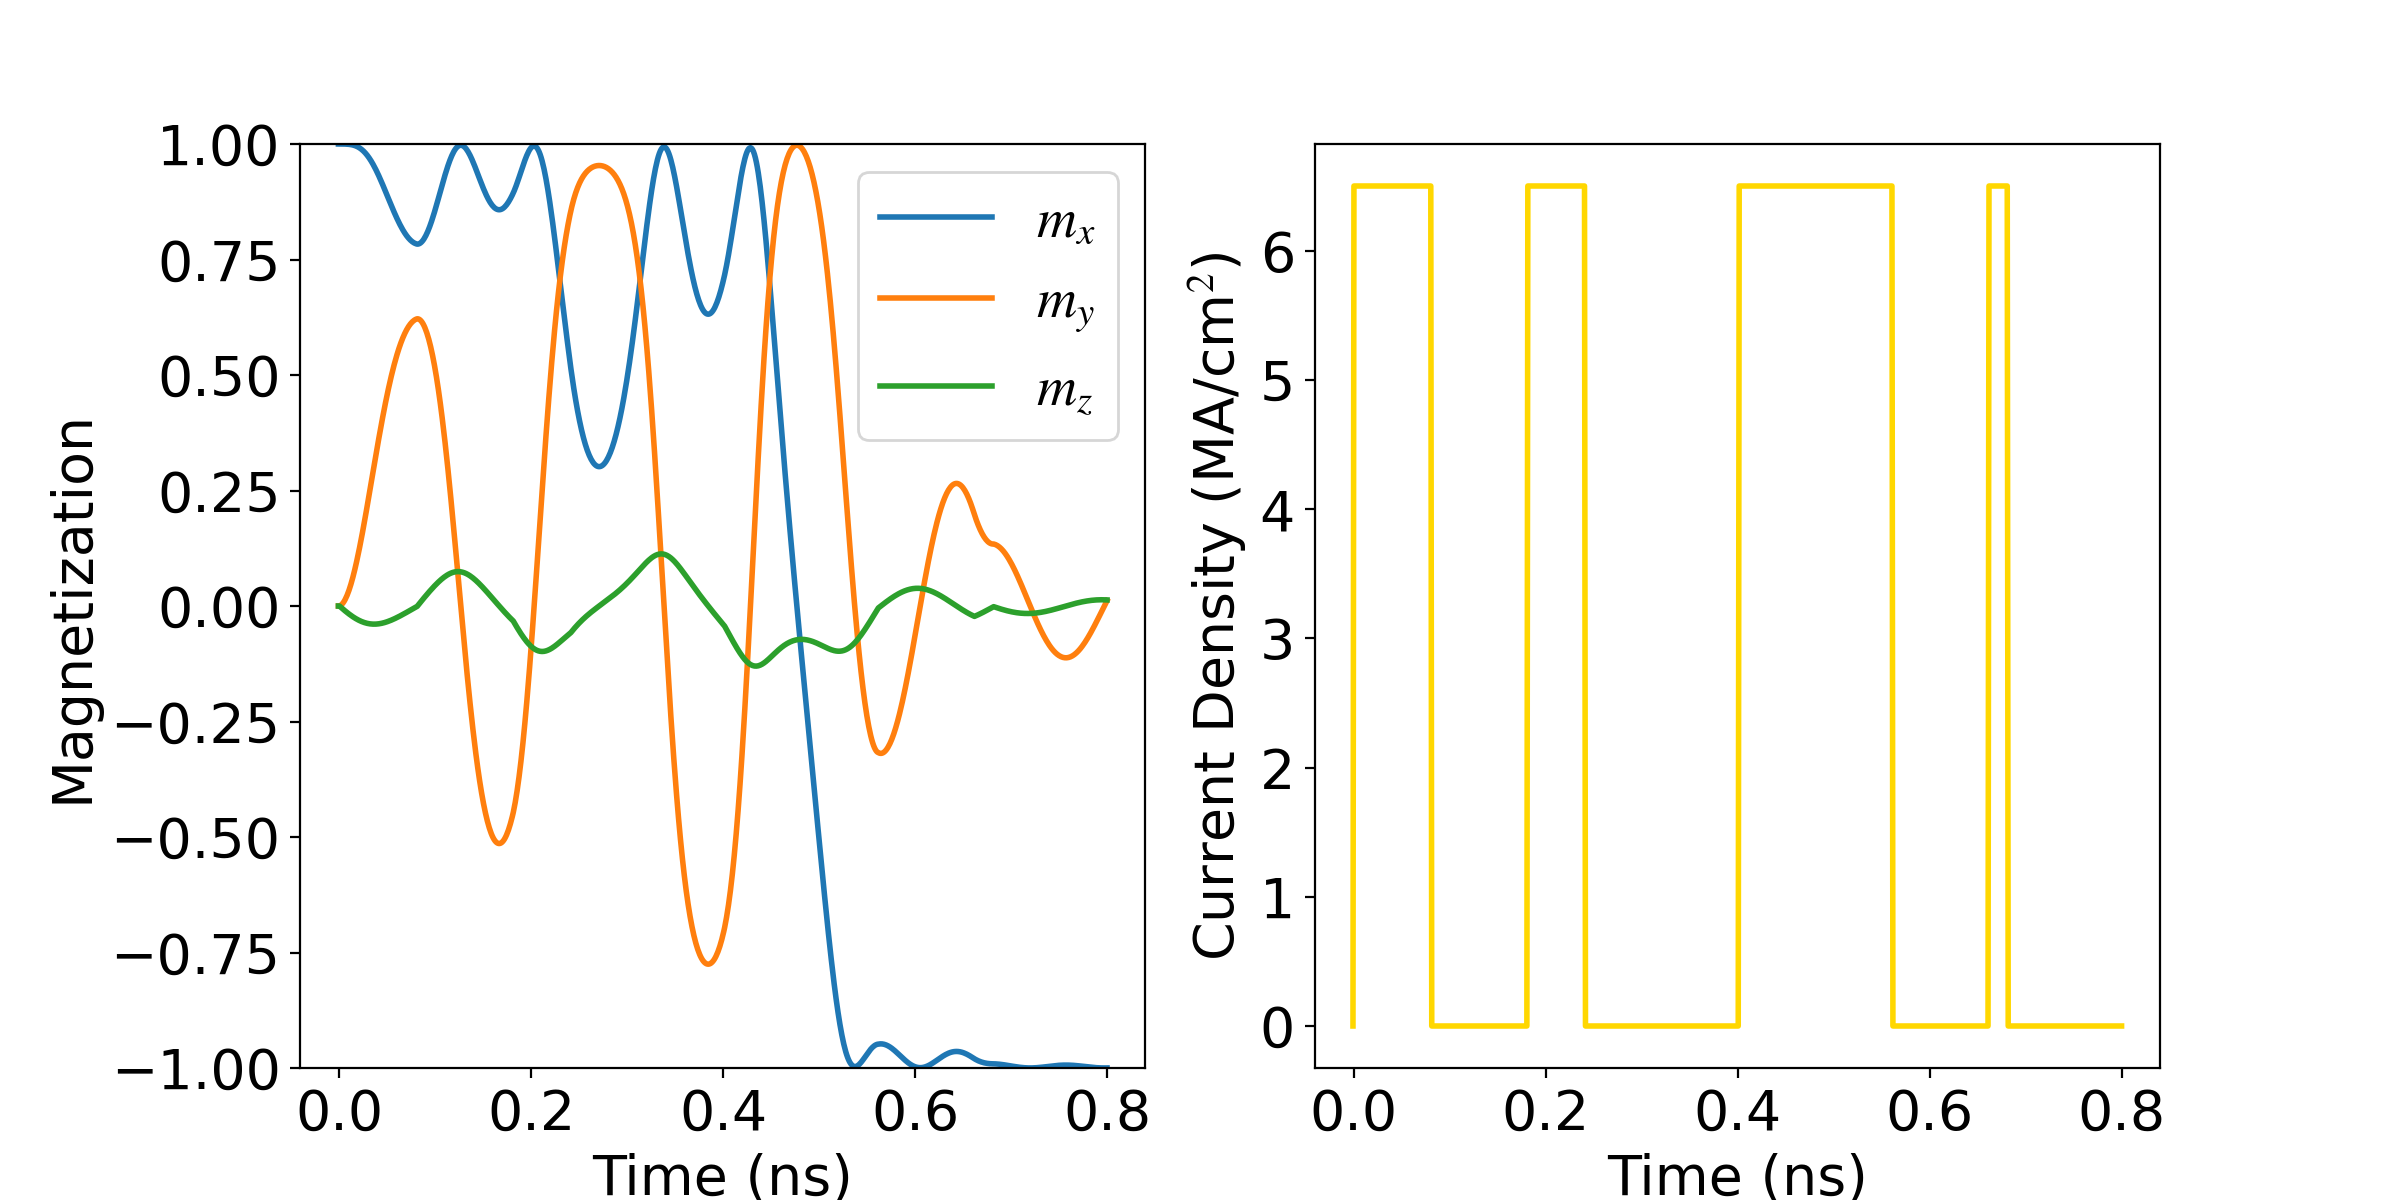 Magnetization
1.00
0.75
0.50
0.25
0.00
−0.25
−0.50
−0.75
−1.00
0.0 0.2 0.4 0.6 0.8
Time (ns)
m_x
m_y
m_z
Current Density (MA/cm²)
6
5
4
3
2
1
0
0.0 0.2 0.4 0.6 0.8
Time (ns)